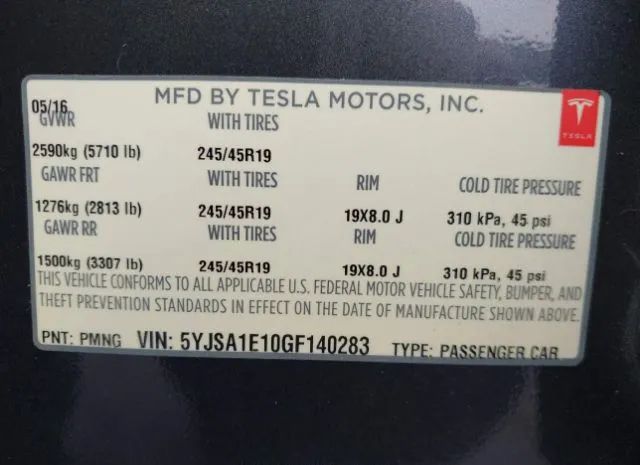 MFD BY TESLA MOTORS, INC.
TESLA
05/16
GVWR WITH TIRES
2590kg (5710 lb) 245/45R19
GAWR FRT WITH TIRES RIM COLD TIRE PRESSURE
1276kg (2813 lb) 245/45R19 19X8.0 J 310 kPa, 45 psi
GAWR RR WITH TIRES RIM COLD TIRE PRESSURE
1500kg (3307 lb) 245/45R19 19X8.0 J 310 kPa, 45 psi
THIS VEHICLE CONFORMS TO ALL APPLICABLE U.S. FEDERAL MOTOR VEHICLE SAFETY, BUMPER, AND
THEFT PREVENTION STANDARDS IN EFFECT ON THE DATE OF MANUFACTURE SHOWN ABOVE.
PNT: PMNG VIN: 5YJSA1E10GF140283 TYPE: PASSENGER CAR